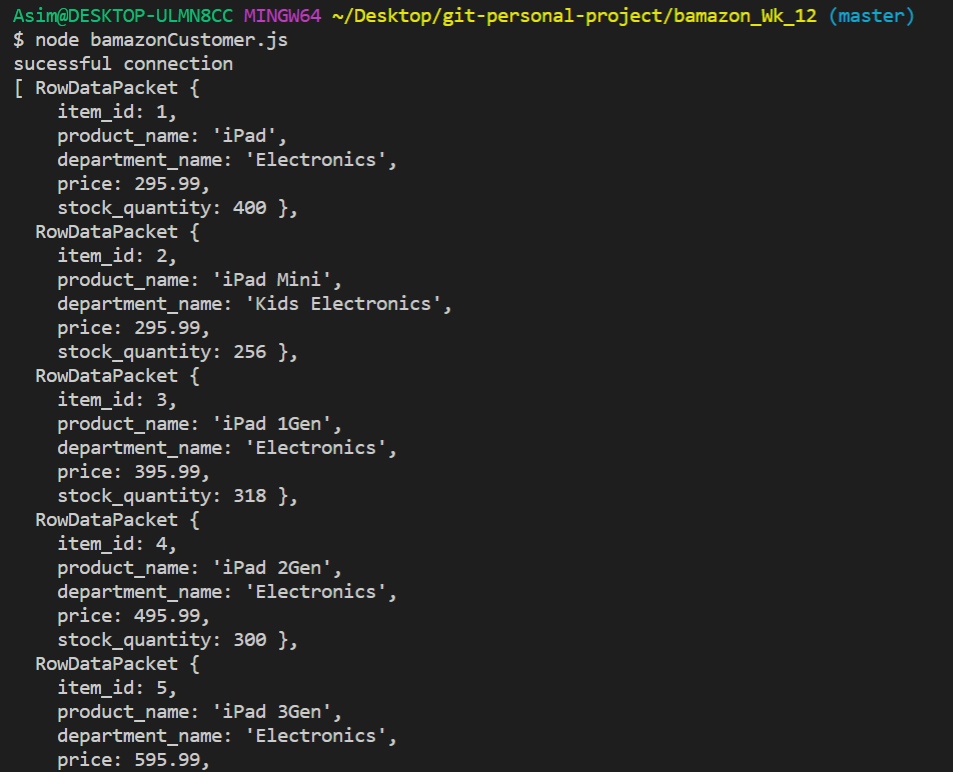 Asim@DESKTOP-ULMN8CC MINGW64 ~/Desktop/git-personal-project/bamazon_Wk_12 (master)
$ node bamazonCustomer.js
sucessful connection
[ RowDataPacket {
    item_id: 1,
    product_name: 'iPad',
    department_name: 'Electronics',
    price: 295.99,
    stock_quantity: 400 },
  RowDataPacket {
    item_id: 2,
    product_name: 'iPad Mini',
    department_name: 'Kids Electronics',
    price: 295.99,
    stock_quantity: 256 },
  RowDataPacket {
    item_id: 3,
    product_name: 'iPad 1Gen',
    department_name: 'Electronics',
    price: 395.99,
    stock_quantity: 318 },
  RowDataPacket {
    item_id: 4,
    product_name: 'iPad 2Gen',
    department_name: 'Electronics',
    price: 495.99,
    stock_quantity: 300 },
  RowDataPacket {
    item_id: 5,
    product_name: 'iPad 3Gen',
    department_name: 'Electronics',
    price: 595.99,